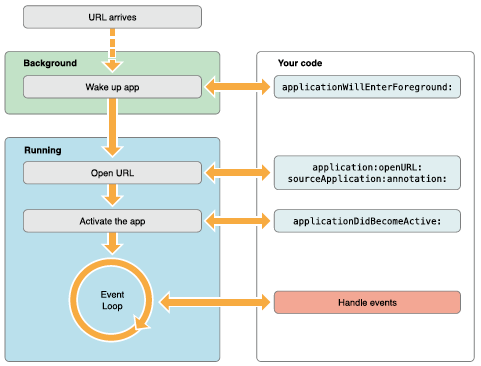 URL arrives
Background
Your code
Wake up app
applicationWillEnterForeground:
Running
Open URL
application:openURL:
sourceApplication:annotation:
Activate the app
applicationDidBecomeActive:
Event
Loop
Handle events